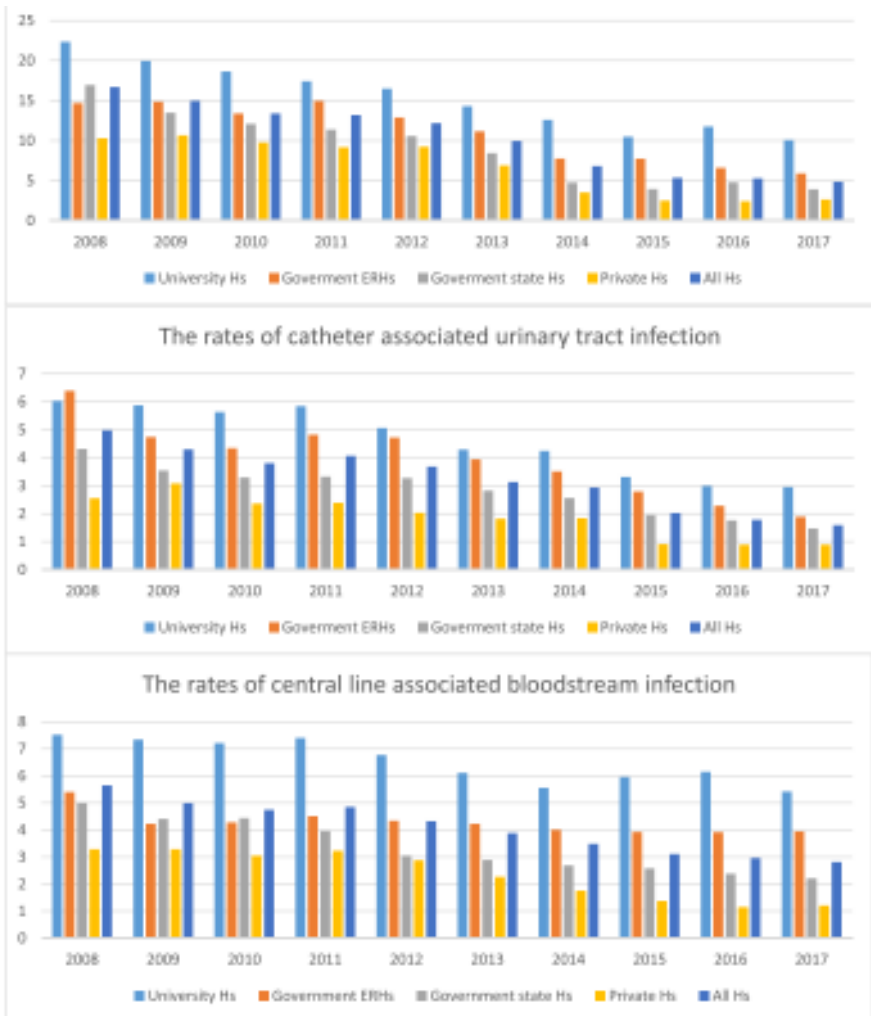 25
20
15
10
5
0
2008 2009 2010 2011 2012 2013 2014 2015 2016 2017
University Hs Goverment ERHs Goverment state Hs Private Hs All Hs
The rates of catheter associated urinary tract infection
7
6
5
4
3
2
1
0
2008 2009 2010 2011 2012 2013 2014 2015 2016 2017
University Hs Goverment ERHs Goverment state Hs Private Hs All Hs
The rates of central line associated bloodstream infection
8
7
6
5
4
3
2
1
0
2008 2009 2010 2011 2012 2013 2014 2015 2016 2017
University Hs Government ERHs Government state Hs Private Hs All Hs